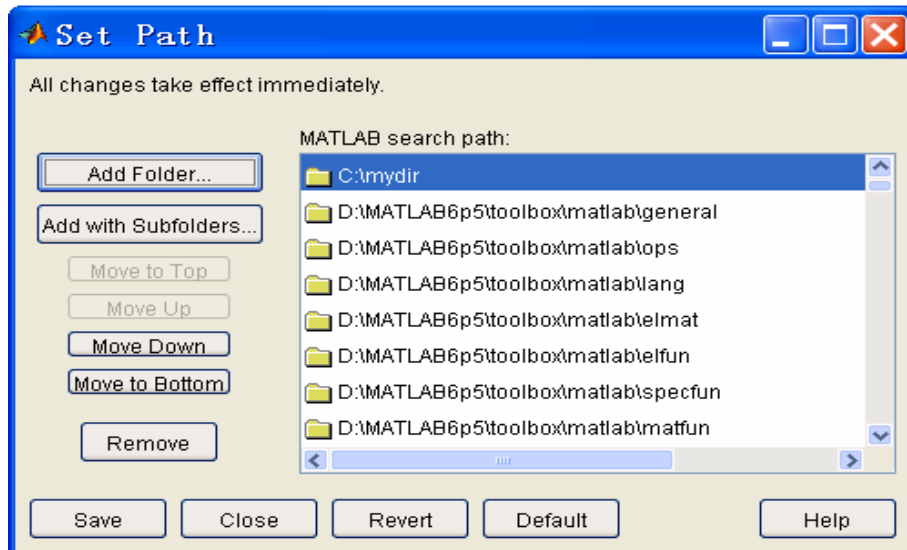 Set Path
All changes take effect immediately.
MATLAB search path:
Add Folder...
Add with Subfolders...
Move to Top
Move Up
Move Down
Move to Bottom
Remove
C:\mydir
D:\MATLAB6p5\toolbox\matlab\general
D:\MATLAB6p5\toolbox\matlab\ops
D:\MATLAB6p5\toolbox\matlab\lang
D:\MATLAB6p5\toolbox\matlab\elmat
D:\MATLAB6p5\toolbox\matlab\elfun
D:\MATLAB6p5\toolbox\matlab\specfun
D:\MATLAB6p5\toolbox\matlab\matfun
Save
Close
Revert
Default
Help